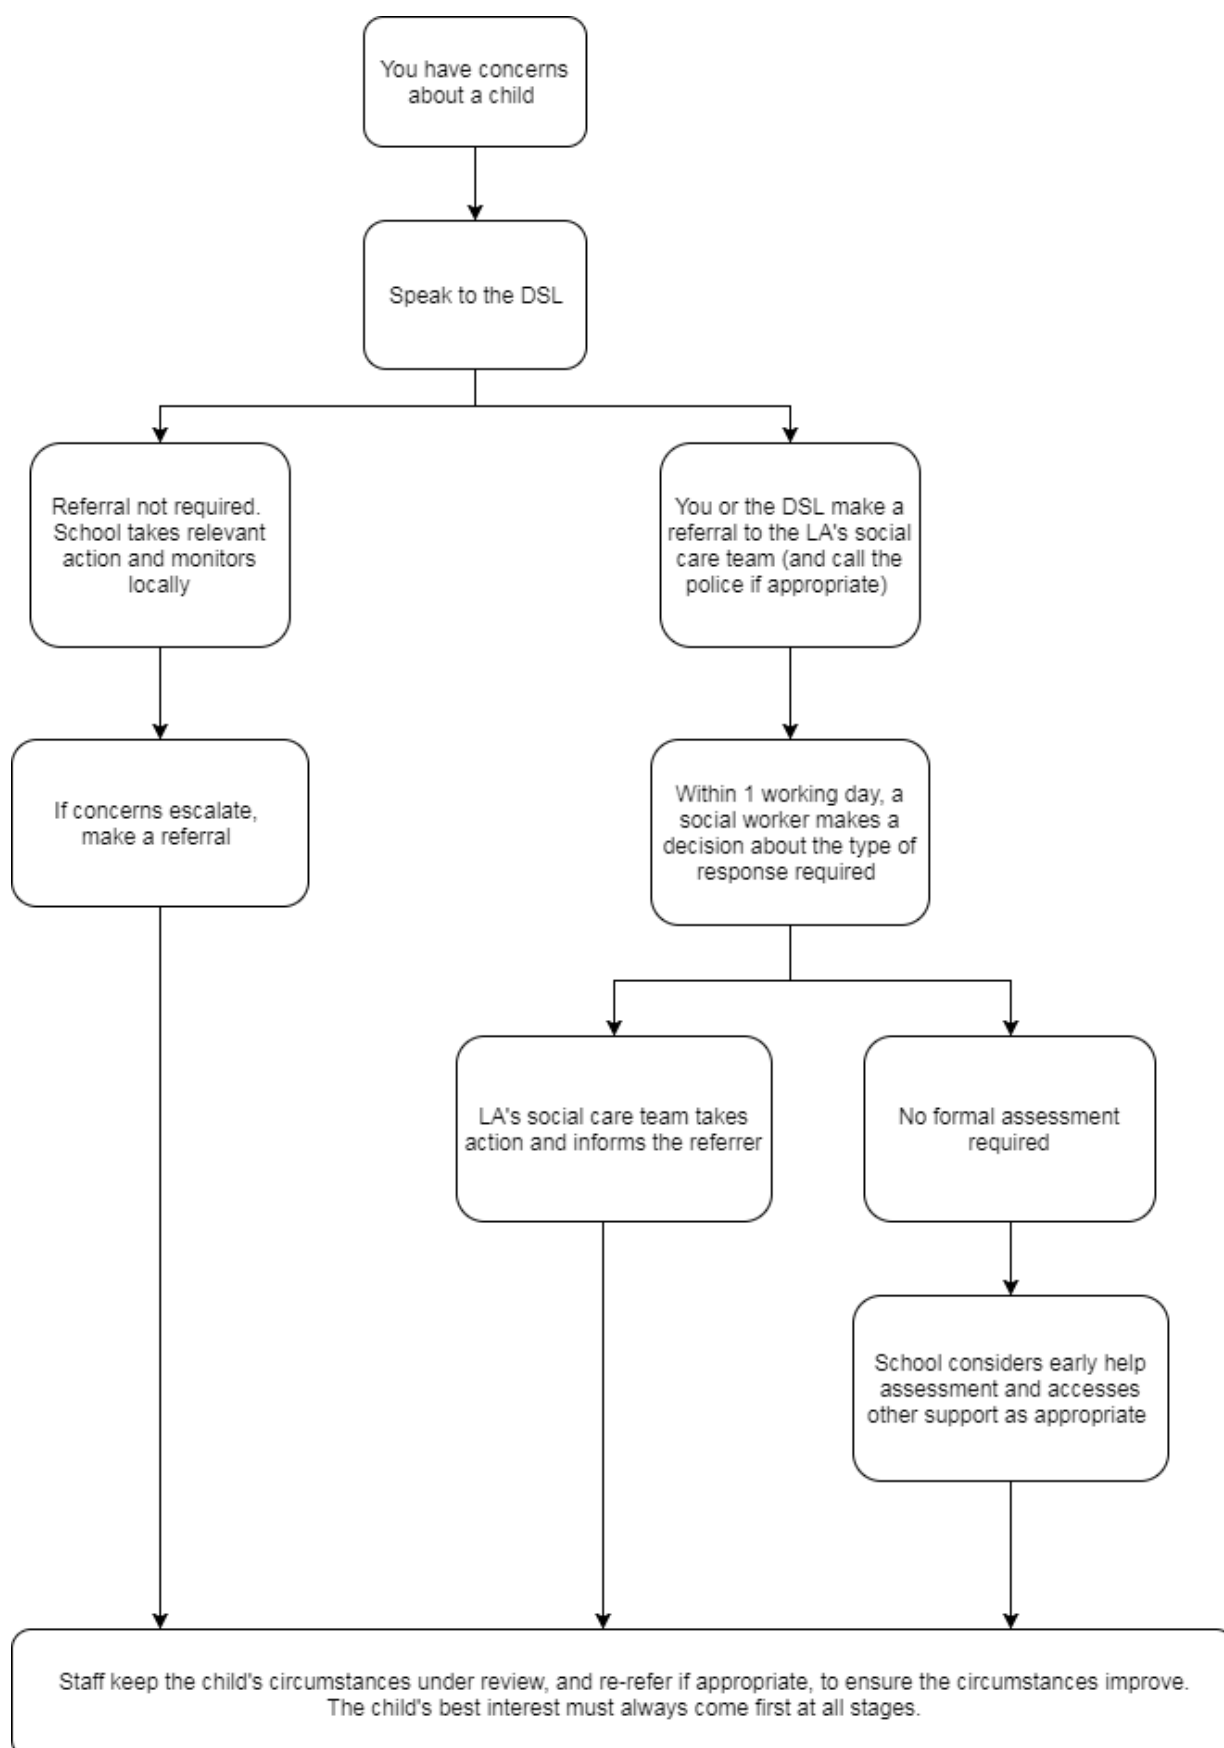 You have concerns
about a child
Speak to the DSL
Referral not required.
School takes relevant
action and monitors
locally
You or the DSL make a
referral to the LA's social
care team (and call the
police if appropriate)
If concerns escalate,
make a referral
Within 1 working day, a
social worker makes a
decision about the type of
response required
LA's social care team takes
action and informs the referrer
No formal assessment
required
School considers early help
assessment and accesses
other support as appropriate
Staff keep the child's circumstances under review, and re-refer if appropriate, to ensure the circumstances improve.
The child's best interest must always come first at all stages.